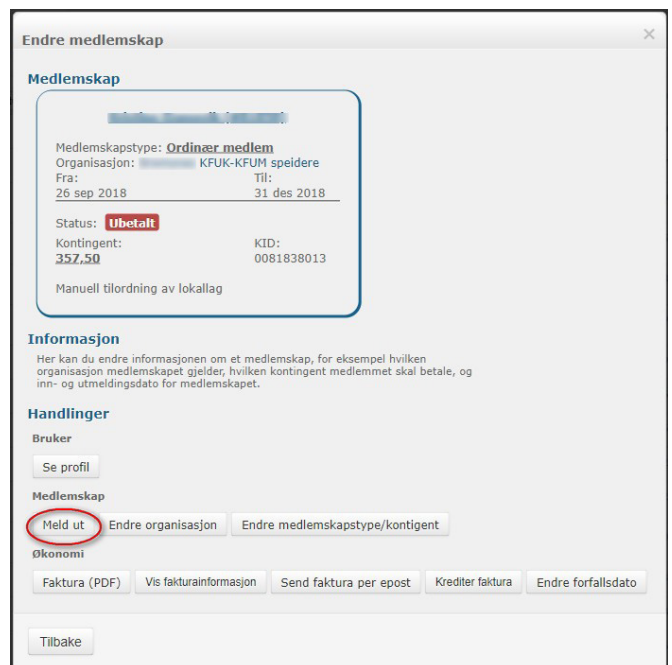 Endre medlemskap
×
Medlemskap
Medlemskapstype: Ordinær medlem
Organisasjon: KFUK-KFUM speidere
Fra: Til:
26 sep 2018 31 des 2018
Status: Ubetalt
Kontingent: KID:
357,50 0081838013
Manuell tilordning av lokallag
Informasjon
Her kan du endre informasjonen om et medlemskap, for eksempel hvilken
organisasjon medlemskapet gjelder, hvilken kontingent medlemmet skal betale, og
inn- og utmeldingsdato for medlemskapet.
Handlinger
Bruker
Se profil
Medlemskap
Meld ut Endre organisasjon Endre medlemskapstype/kontigent
Økonomi
Faktura (PDF) Vis fakturainformasjon Send faktura per epost Krediter faktura Endre forfallsdato
Tilbake